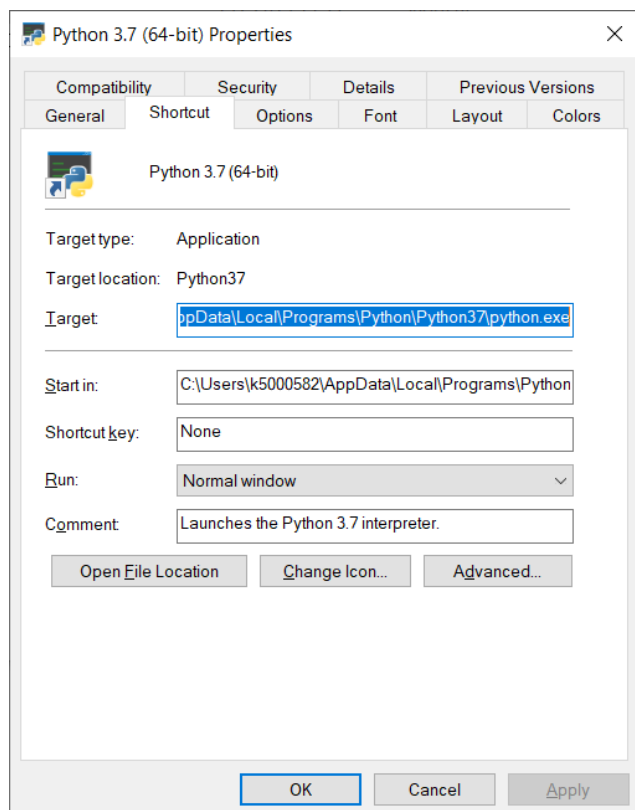 Python 3.7 (64-bit) Properties
Compatibility Security Details Previous Versions
General Shortcut Options Font Layout Colors
Python 3.7 (64-bit)
Target type: Application
Target location: Python37
Target: ppData\Local\Programs\Python\Python37\python.exe
Start in: C:\Users\k5000582\AppData\Local\Programs\Python
Shortcut key: None
Run: Normal window
Comment: Launches the Python 3.7 interpreter.
Open File Location Change Icon... Advanced...
OK Cancel Apply